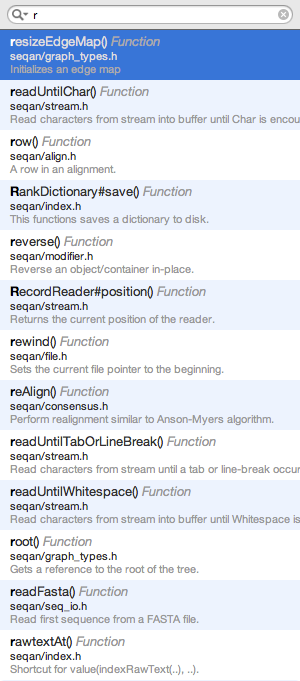 r
resizeEdgeMap() Function
seqan/graph_types.h
Initializes an edge map
readUntilChar() Function
seqan/stream.h
Read characters from stream into buffer until Char is encou
row() Function
seqan/align.h
A row in an alignment.
RankDictionary#save() Function
seqan/index.h
This functions saves a dictionary to disk.
reverse() Function
seqan/modifier.h
Reverse an object/container in-place.
RecordReader#position() Function
seqan/stream.h
Returns the current position of the reader.
rewind() Function
seqan/file.h
Sets the current file pointer to the beginning.
reAlign() Function
seqan/consensus.h
Perform realignment similar to Anson-Myers algorithm.
readUntilTabOrLineBreak() Function
seqan/stream.h
Read characters from stream until a tab or line-break occur
readUntilWhitespace() Function
seqan/stream.h
Read characters from stream into buffer until Whitespace is
root() Function
seqan/graph_types.h
Gets a reference to the root of the tree.
readFasta() Function
seqan/seq_io.h
Read first sequence from a FASTA file.
rawtextAt() Function
seqan/index.h
Shortcut for value(indexRawText(..), ..).